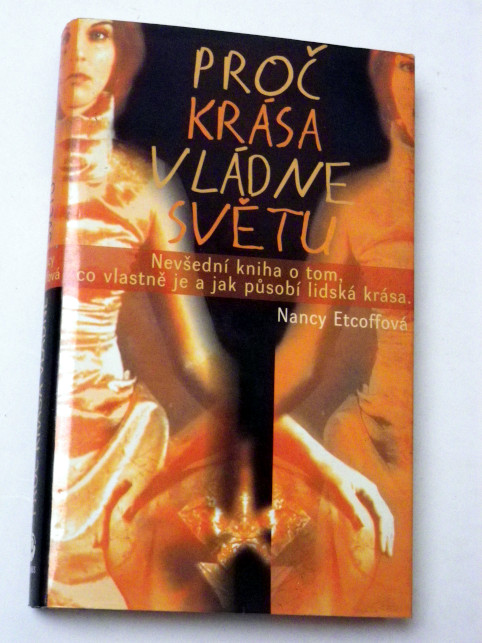 PROČ
KRÁSA
VLÁDNE
SVĚTU
Nevšední kniha o tom,
co vlastně je a jak působí lidská krása.
Nancy Etcoffová